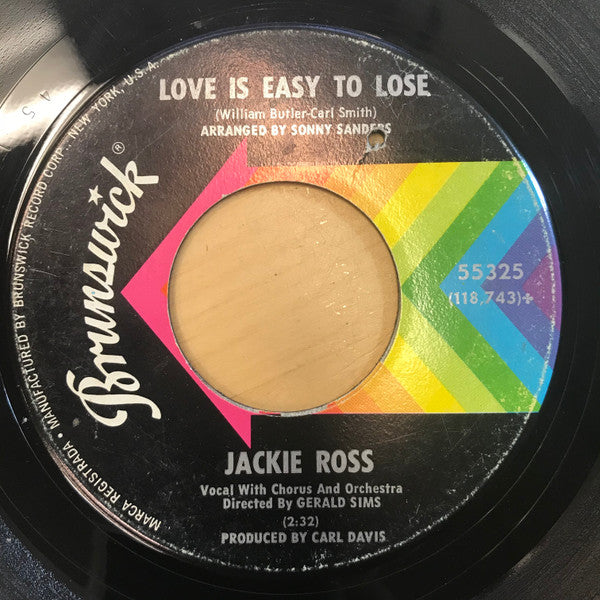 LOVE IS EASY TO LOSE
(William Butler-Carl Smith)
ARRANGED BY SONNY SANDERS
Brunswick®
MARCA REGISTRADA • MANUFACTURED BY BRUNSWICK RECORD CORP. NEW YORK, U.S.A.
55325
(118,743)+
JACKIE ROSS
Vocal With Chorus And Orchestra
Directed By GERALD SIMS
(2:32)
PRODUCED BY CARL DAVIS